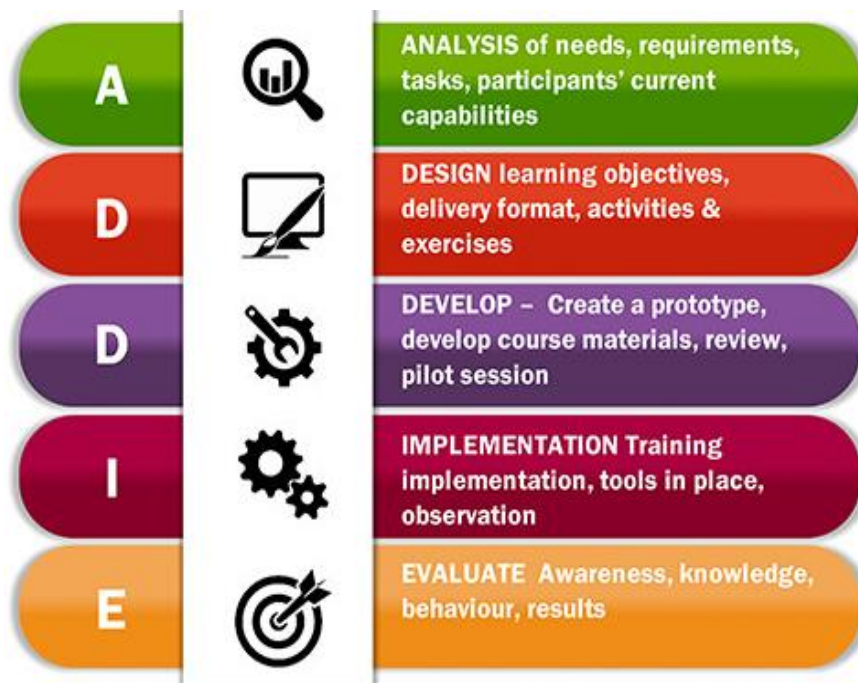 A
ANALYSIS of needs, requirements,
tasks, participants’ current
capabilities
D
DESIGN learning objectives,
delivery format, activities &
exercises
D
DEVELOP – Create a prototype,
develop course materials, review,
pilot session
I
IMPLEMENTATION Training
implementation, tools in place,
observation
E
EVALUATE Awareness, knowledge,
behaviour, results